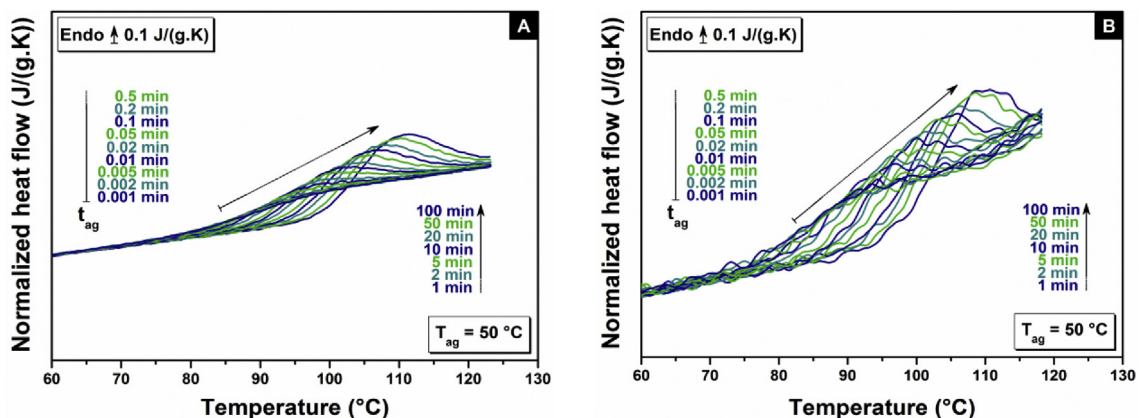 A
Endo 0.1 J/(g.K)
Normalized heat flow (J/(g.K))
0.5 min
0.2 min
0.1 min
0.05 min
0.02 min
0.01 min
0.005 min
0.002 min
0.001 min
tag
100 min
50 min
20 min
10 min
5 min
2 min
1 min
Tag = 50 °C
60 70 80 90 100 110 120 130
Temperature (°C)
B
Endo 0.1 J/(g.K)
Normalized heat flow (J/(g.K))
0.5 min
0.2 min
0.1 min
0.05 min
0.02 min
0.01 min
0.005 min
0.002 min
0.001 min
tag
100 min
50 min
20 min
10 min
5 min
2 min
1 min
Tag = 50 °C
60 70 80 90 100 110 120 130
Temperature (°C)